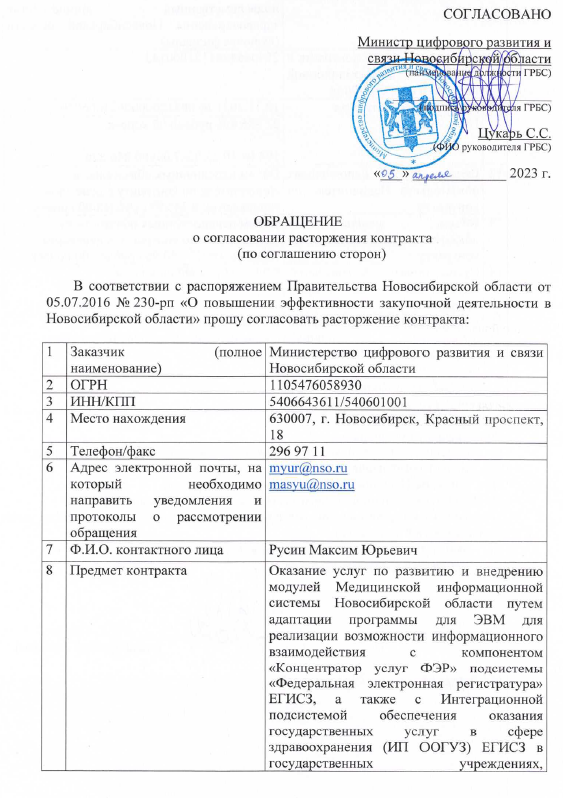 СОГЛАСОВАНО
Министр цифрового развития и
связи Новосибирской области
(наименование должности ГРБС)
(подпись руководителя ГРБС)
Цукарь С.С.
(ФИО руководителя ГРБС)
«05» апреля 2023 г.
ОБРАЩЕНИЕ
о согласовании расторжения контракта
(по соглашению сторон)
В соответствии с распоряжением Правительства Новосибирской области от
05.07.2016 № 230-рп «О повышении эффективности закупочной деятельности в
Новосибирской области» прошу согласовать расторжение контракта:
1 Заказчик (полное Министерство цифрового развития и связи
наименование) Новосибирской области
2 ОГРН 1105476058930
3 ИНН/КПП 5406643611/540601001
4 Место нахождения 630007, г. Новосибирск, Красный проспект,
18
5 Телефон/факс 296 97 11
6 Адрес электронной почты, на myur@nso.ru
который необходимо masyu@nso.ru
направить уведомления и
протоколы о рассмотрении
обращения
7 Ф.И.О. контактного лица Русин Максим Юрьевич
8 Предмет контракта Оказание услуг по развитию и внедрению
модулей Медицинской информационной
системы Новосибирской области путем
адаптации программы для ЭВМ для
реализации возможности информационного
взаимодействия с компонентом
«Концентратор услуг ФЭР» подсистемы
«Федеральная электронная регистратура»
ЕГИСЗ, а также с Интеграционной
подсистемой обеспечения оказания
государственных услуг в сфере
здравоохранения (ИП ООГУЗ) ЕГИСЗ в
государственных учреждениях,